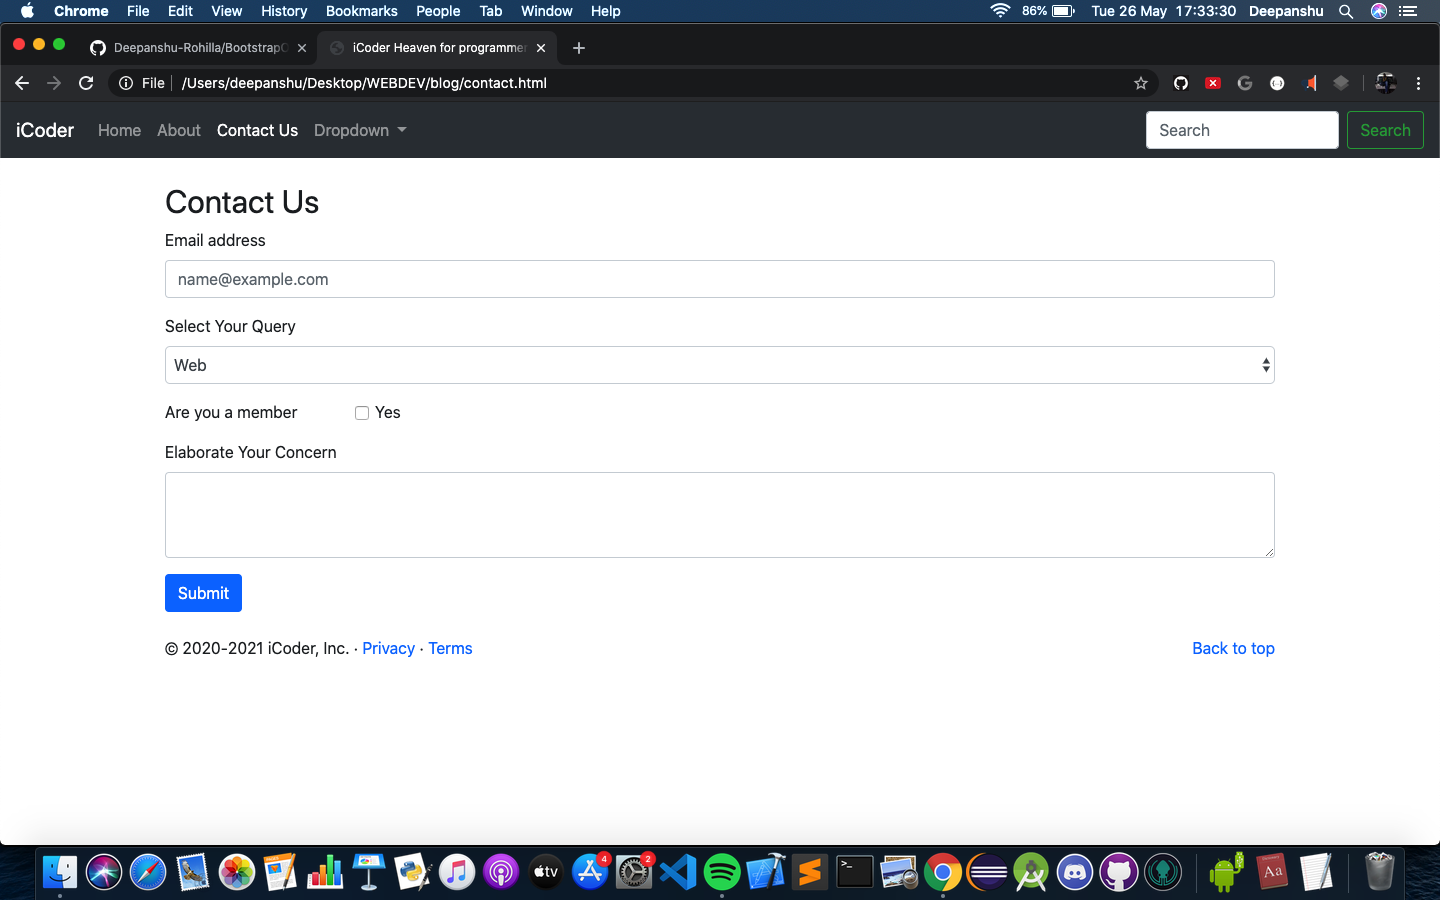 Chrome File Edit View History Bookmarks People Tab Window Help 86% Tue 26 May 17:33:30 Deepanshu
Deepanshu-Rohilla/Bootstrap iCoder Heaven for programmer
File /Users/deepanshu/Desktop/WEBDEV/blog/contact.html
iCoder Home About Contact Us Dropdown Search Search
Contact Us
Email address
name@example.com
Select Your Query
Web
Are you a member Yes
Elaborate Your Concern
Submit
© 2020-2021 iCoder, Inc. · Privacy · Terms Back to top
tv 4 2 >_ Aa